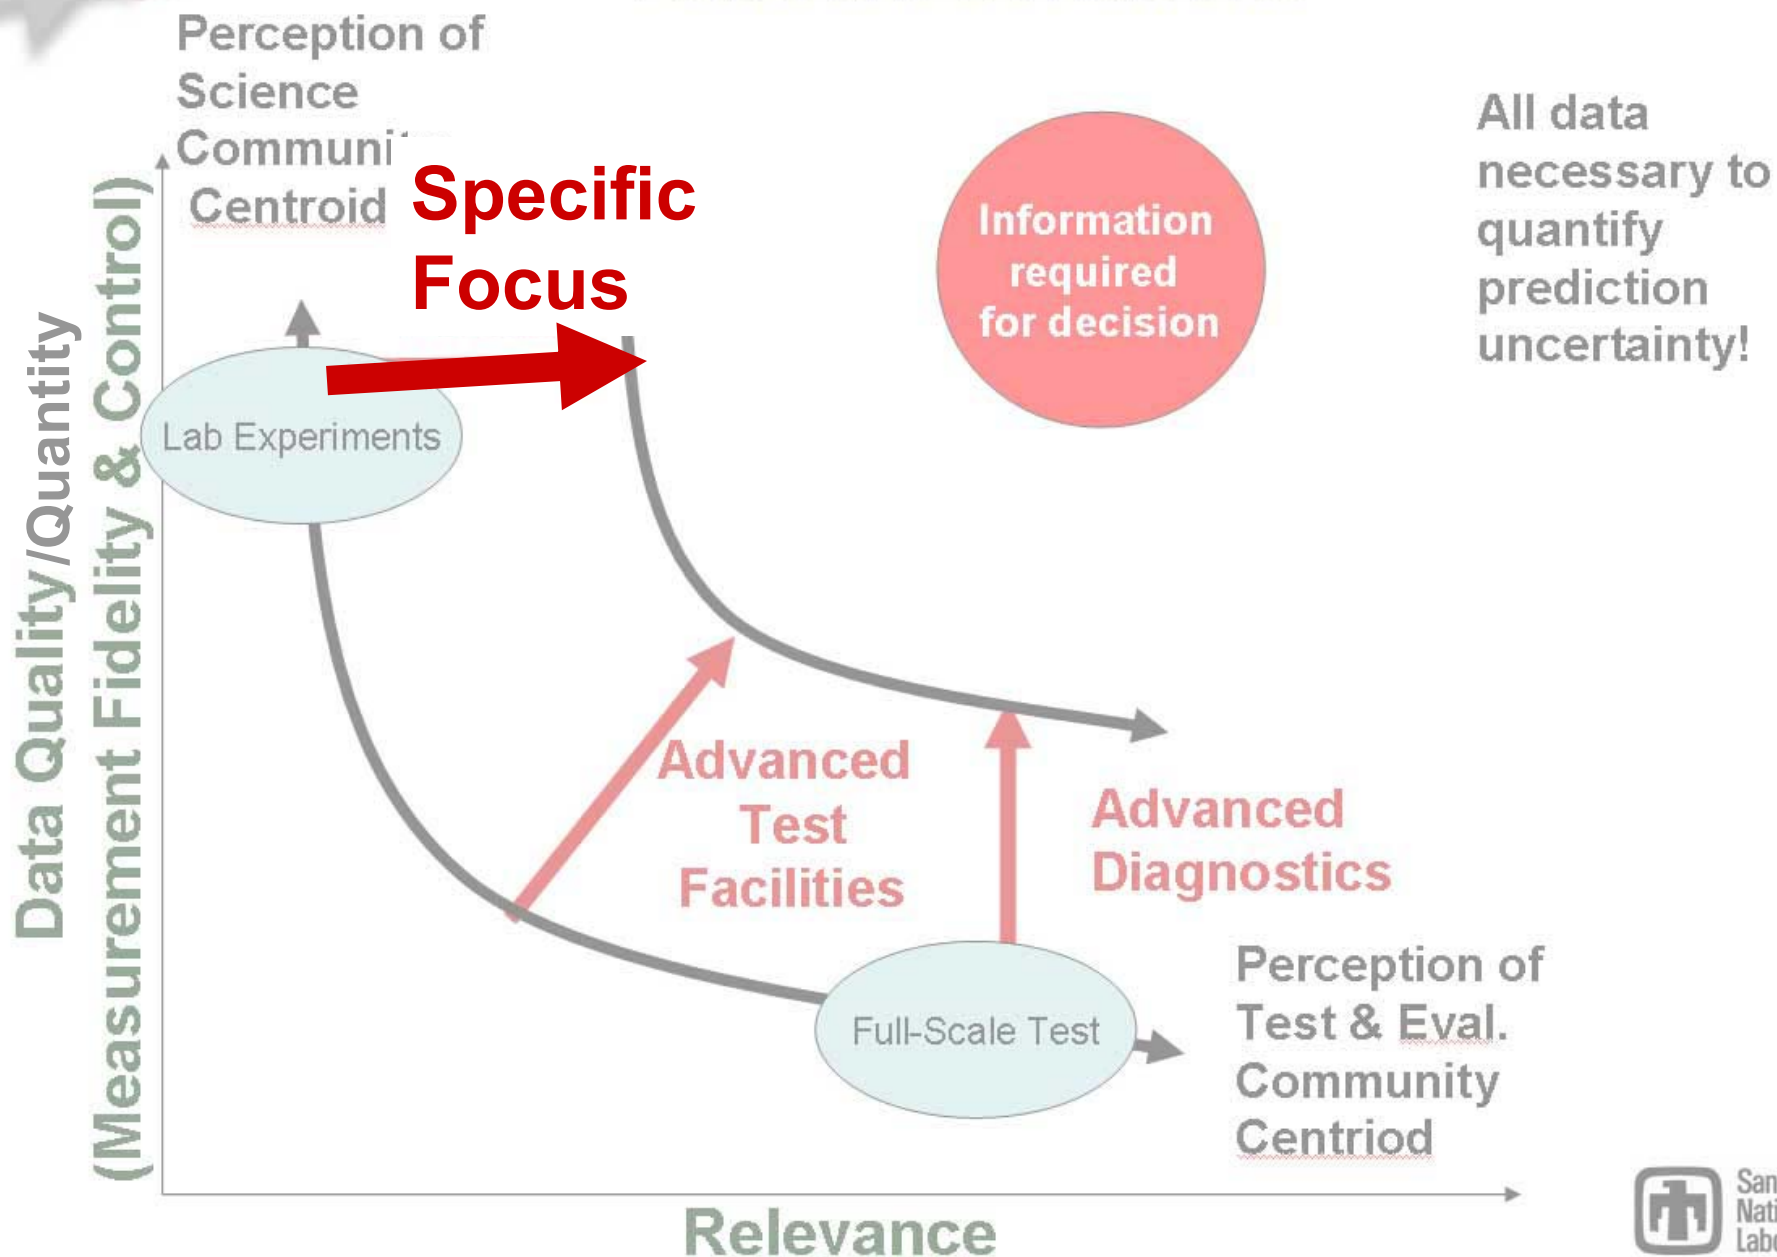 Perception of
Science
Centroid
Specific
Focus
Information
required
for decision
All data
necessary to
quantify
prediction
uncertainty!
Data Quality/Quantity
(Measurement Fidelity & Control)
Lab Experiments
Advanced
Test
Facilities
Advanced
Diagnostics
Full-Scale Test
Perception of
Test & Eval.
Community
Centriod
Relevance